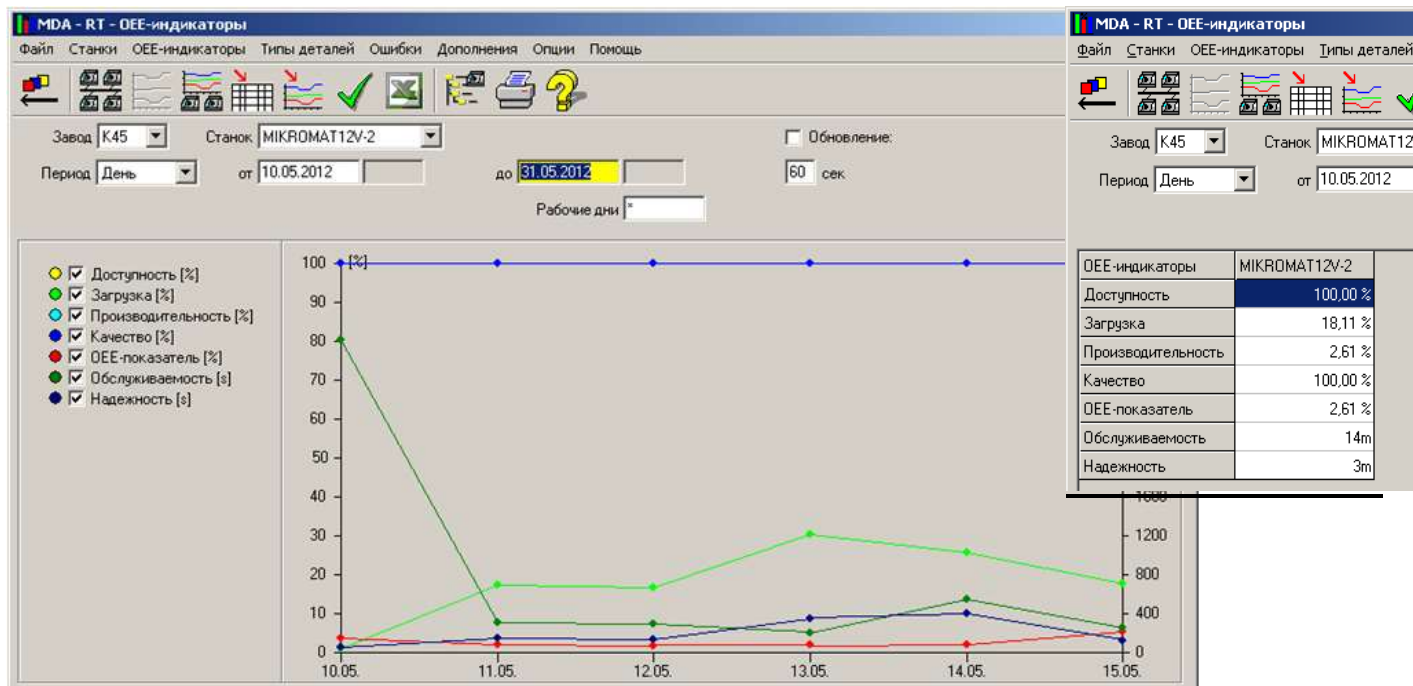 MDA - RT - OEE-индикаторы
Файл Станки OEE-индикаторы Типы деталей Ошибки Дополнения Опции Помощь
Завод K45 Станок MIKROMAT12V-2 Обновление:
Период День от 10.05.2012 до 31.05.2012 60 сек
Рабочие дни *
Доступность [%]
Загрузка [%]
Производительность [%]
Качество [%]
OEE-показатель [%]
Обслуживаемость [s]
Надежность [s]
[%]
100
90
80
70
60
50
40
30 1200
20 800
10 400
0 0
10.05. 11.05. 12.05. 13.05. 14.05. 15.05.
MDA - RT - OEE-индикаторы
Файл Станки OEE-индикаторы Типы деталей
Завод K45 Станок MIKROMAT12
Период День от 10.05.2012
OEE-индикаторы MIKROMAT12V-2
Доступность 100,00 %
Загрузка 18,11 %
Производительность 2,61 %
Качество 100,00 %
OEE-показатель 2,61 %
Обслуживаемость 14m
Надежность 3m